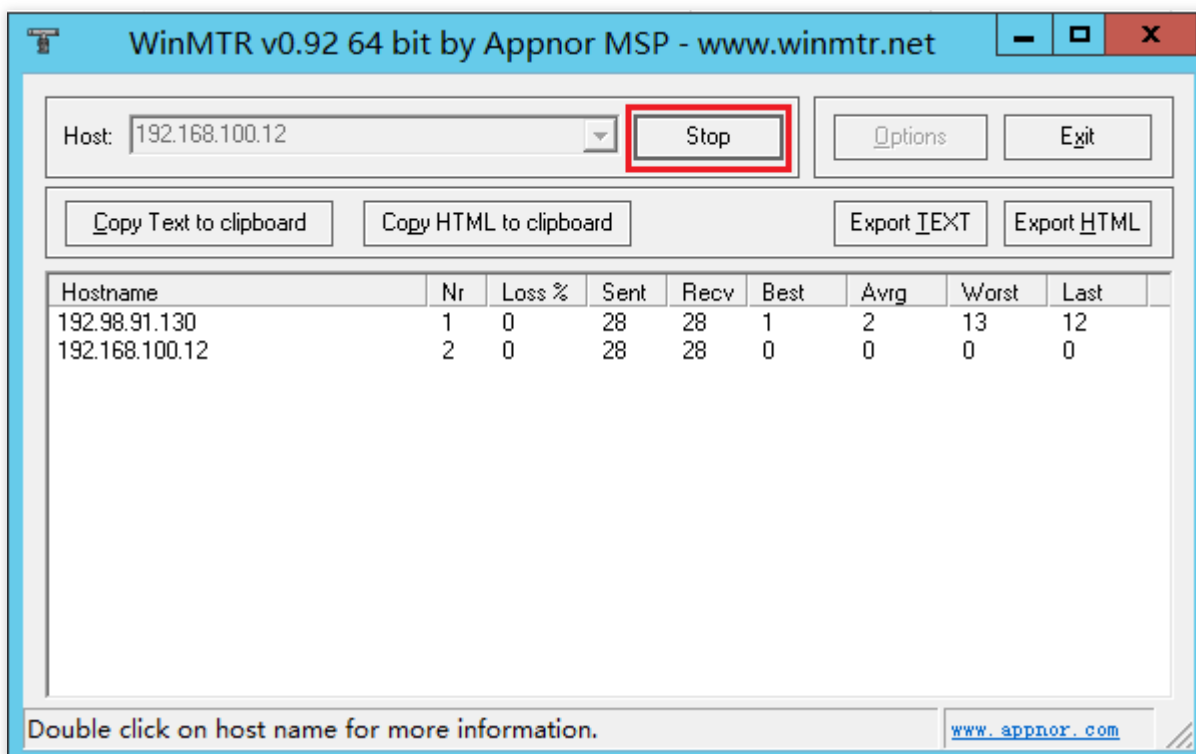 WinMTR v0.92 64 bit by Appnor MSP - www.winmtr.net
Host: 192.168.100.12 Stop Options Exit
Copy Text to clipboard Copy HTML to clipboard Export TEXT Export HTML
Hostname Nr Loss % Sent Recv Best Avrg Worst Last
192.98.91.130 1 0 28 28 1 2 13 12
192.168.100.12 2 0 28 28 0 0 0 0
Double click on host name for more information. www.appnor.com